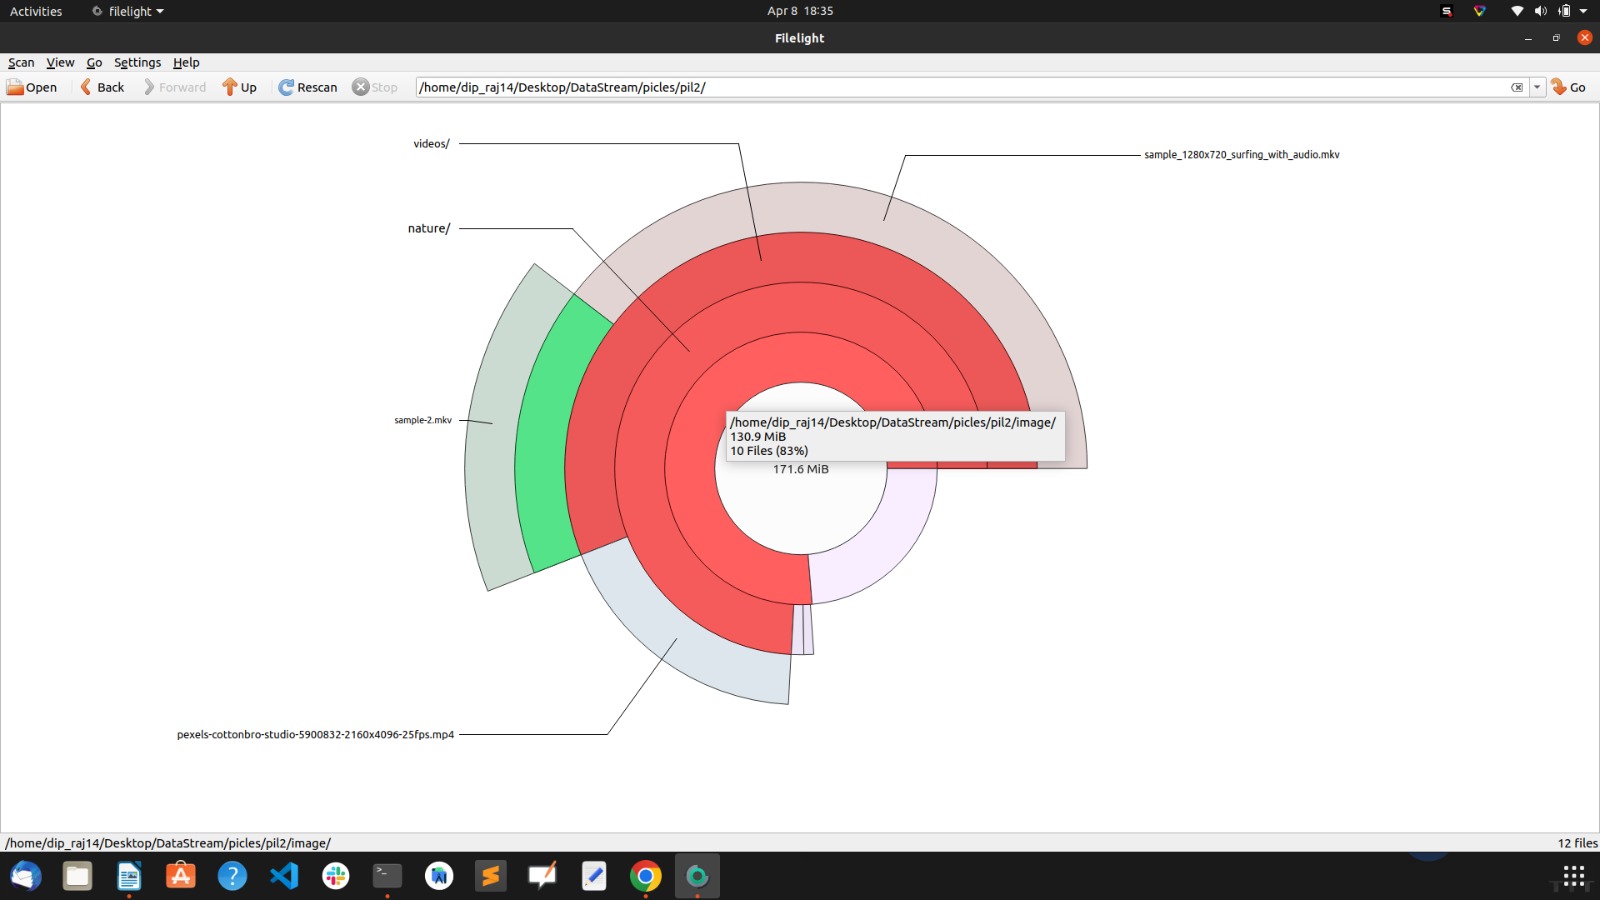 Activities filelight Apr 8 18:35
Filelight
Scan View Go Settings Help
Open Back Forward Up Rescan Stop /home/dip_raj14/Desktop/DataStream/picles/pil2/ Go
videos/
sample_1280x720_surfing_with_audio.mkv
nature/
sample-2.mkv
/home/dip_raj14/Desktop/DataStream/picles/pil2/image/
130.9 MiB
10 Files (83%)
171.6 MiB
pexels-cottonbro-studio-5900832-2160x4096-25fps.mp4
/home/dip_raj14/Desktop/DataStream/picles/pil2/image/ 12 files